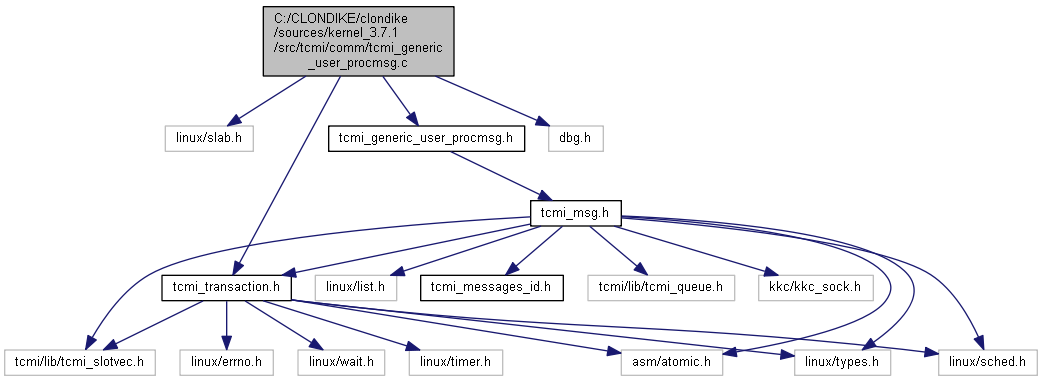 C:/CLONDIKE/clondike
/sources/kernel_3.7.1
/src/tcmi/comm/tcmi_generic
_user_procmsg.c
linux/slab.h
tcmi_generic_user_procmsg.h
dbg.h
tcmi_msg.h
tcmi_transaction.h
linux/list.h
tcmi_messages_id.h
tcmi/lib/tcmi_queue.h
kkc/kkc_sock.h
tcmi/lib/tcmi_slotvec.h
linux/errno.h
linux/wait.h
linux/timer.h
asm/atomic.h
linux/types.h
linux/sched.h